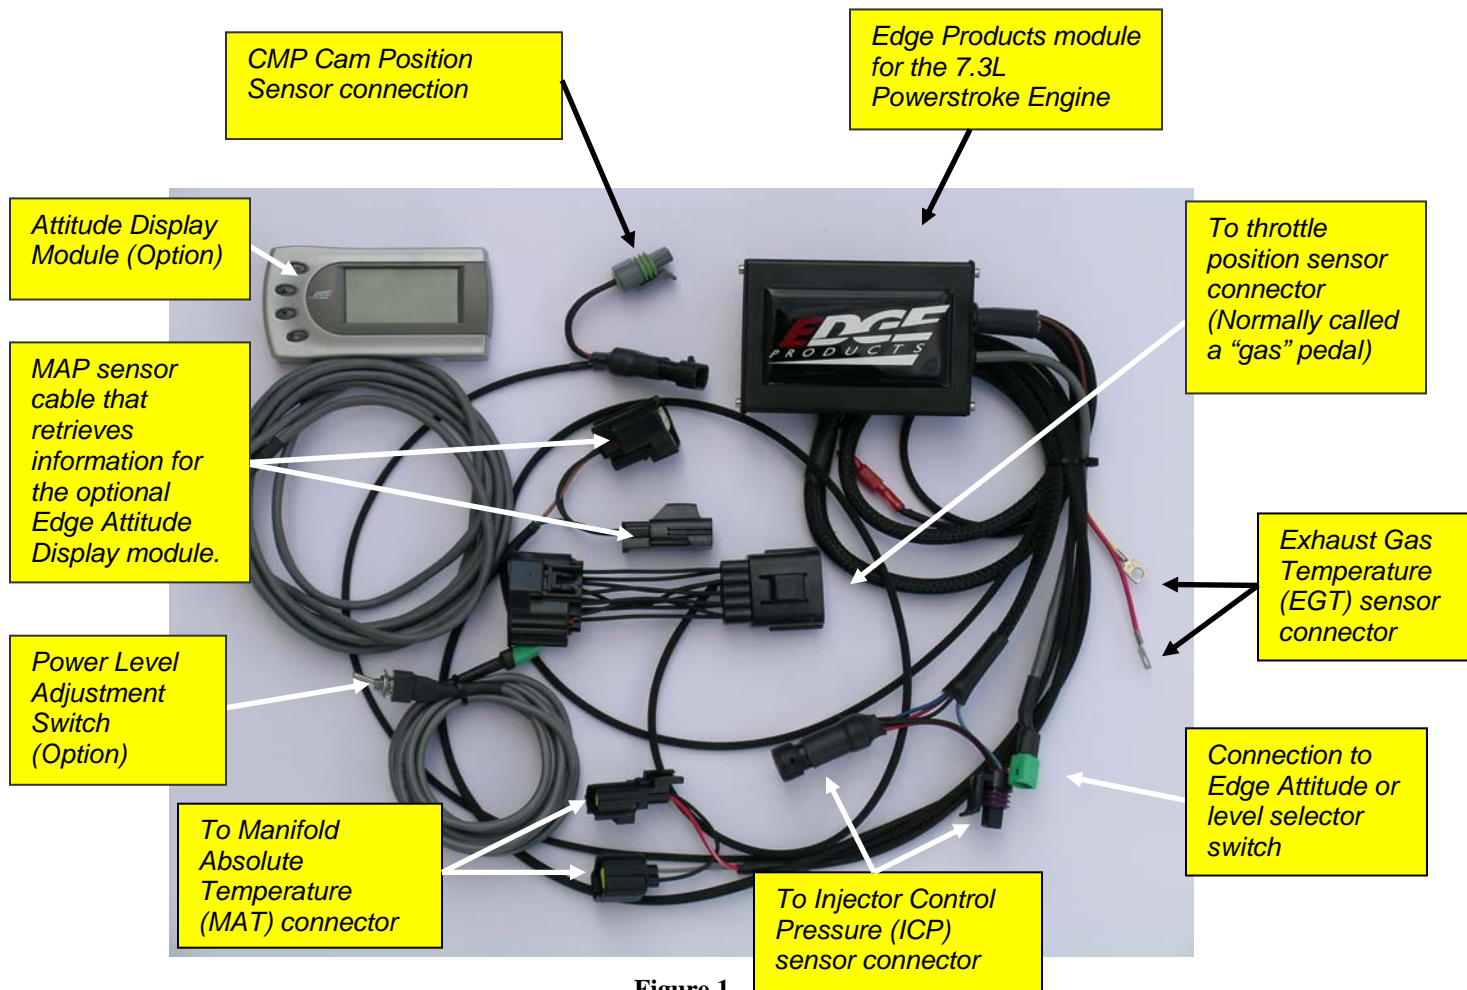 CMP Cam Position
Sensor connection
Edge Products module
for the 7.3L
Powerstroke Engine
Attitude Display
Module (Option)
To throttle
position sensor
connector
(Normally called
a “gas” pedal)
EDGE
PRODUCTS
MAP sensor
cable that
retrieves
information for
the optional
Edge Attitude
Display module.
Exhaust Gas
Temperature
(EGT) sensor
connector
Power Level
Adjustment
Switch
(Option)
Connection to
Edge Attitude or
level selector
switch
To Manifold
Absolute
Temperature
(MAT) connector
To Injector Control
Pressure (ICP)
sensor connector
Figure 1